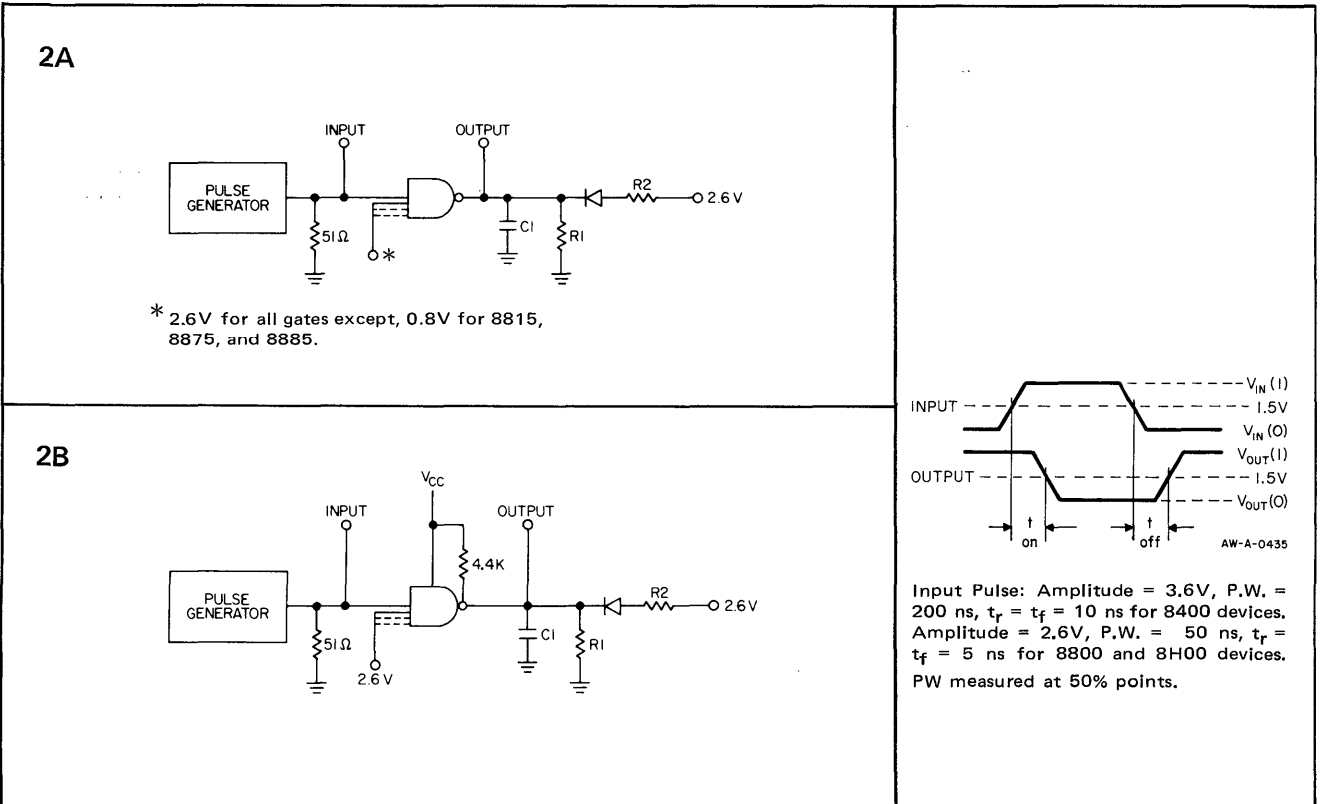 2A
INPUT
OUTPUT
PULSE
GENERATOR
51Ω
*
C1
R1
R2
2.6 V
* 2.6V for all gates except, 0.8V for 8815,
8875, and 8885.
2B
VCC
INPUT
OUTPUT
4.4K
PULSE
GENERATOR
51Ω
2.6 V
C1
R1
R2
2.6 V
VIN (1)
INPUT
1.5V
VIN (0)
VOUT(1)
OUTPUT
1.5V
VOUT(0)
t
on
t
off
AW-A-0435
Input Pulse: Amplitude = 3.6V, P.W. =
200 ns, tr = tf = 10 ns for 8400 devices.
Amplitude = 2.6V, P.W. = 50 ns, tr =
tf = 5 ns for 8800 and 8H00 devices.
PW measured at 50% points.